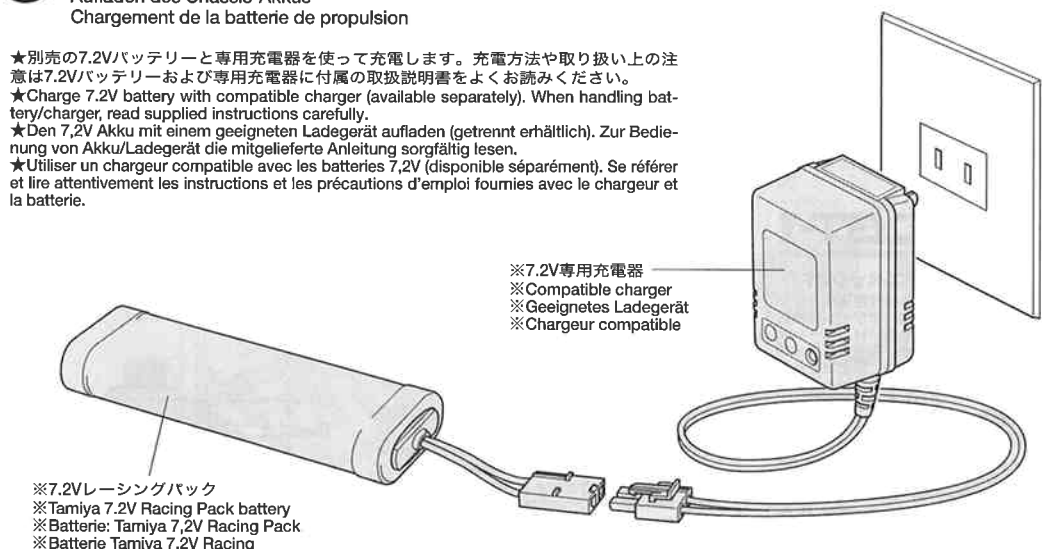 Aufladen des Chassis-Akkus
Chargement de la batterie de propulsion
★別売の7.2Vバッテリーと専用充電器を使って充電します。充電方法や取り扱い上の注
意は7.2Vバッテリーおよび専用充電器に付属の取扱説明書をよくお読みください。
★Charge 7.2V battery with compatible charger (available separately). When handling bat-
tery/charger, read supplied instructions carefully.
★Den 7,2V Akku mit einem geeigneten Ladegerät aufladen (getrennt erhältlich). Zur Bedie-
nung von Akku/Ladegerät die mitgelieferte Anleitung sorgfältig lesen.
★Utiliser un chargeur compatible avec les batteries 7,2V (disponible séparément). Se référer
et lire attentivement les instructions et les précautions d'emploi fournies avec le chargeur et
la batterie.
※7.2V専用充電器
※Compatible charger
※Geeignetes Ladegerät
※Chargeur compatible
※7.2Vレーシングパック
※Tamiya 7.2V Racing Pack battery
※Batterie: Tamiya 7,2V Racing Pack
※Batterie Tamiya 7,2V Racing